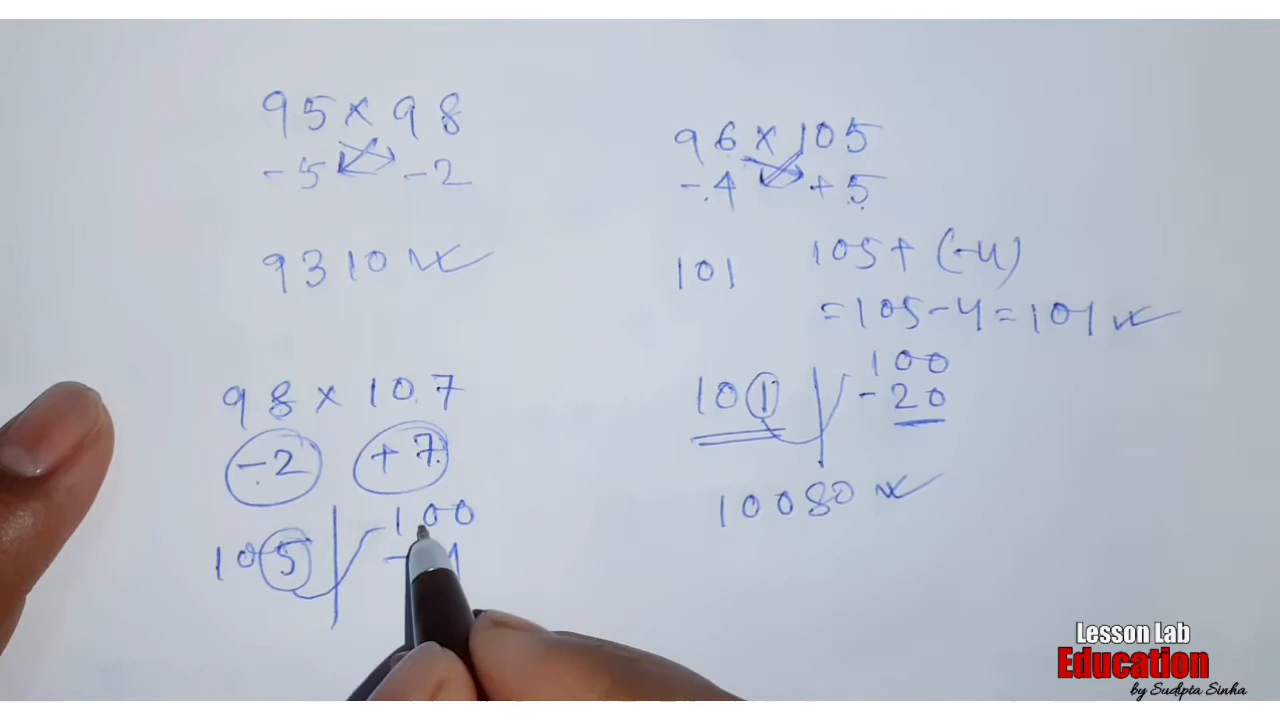 95 × 98
-5 -2
9310
96 × 105
-4 +5
101
105 + (-4)
= 105 - 4 = 101
101 100
- 20
10080
98 × 107
-2 +7
105 100
Lesson Lab
Education
by Sudipta Sinha